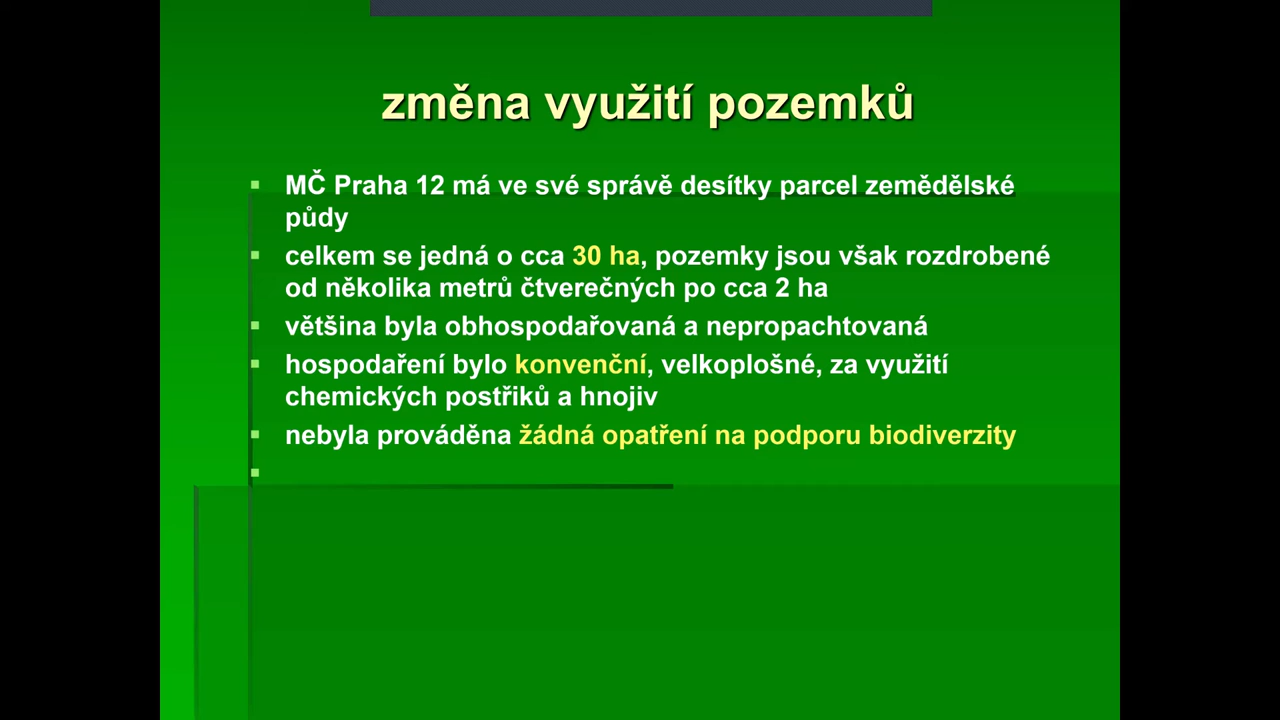 změna využití pozemků
MČ Praha 12 má ve své správě desítky parcel zemědělské
půdy
celkem se jedná o cca 30 ha, pozemky jsou však rozdrobené
od několika metrů čtverečných po cca 2 ha
většina byla obhospodařovaná a nepropachtovaná
hospodaření bylo konvenční, velkoplošné, za využití
chemických postřiků a hnojiv
nebyla prováděna žádná opatření na podporu biodiverzity